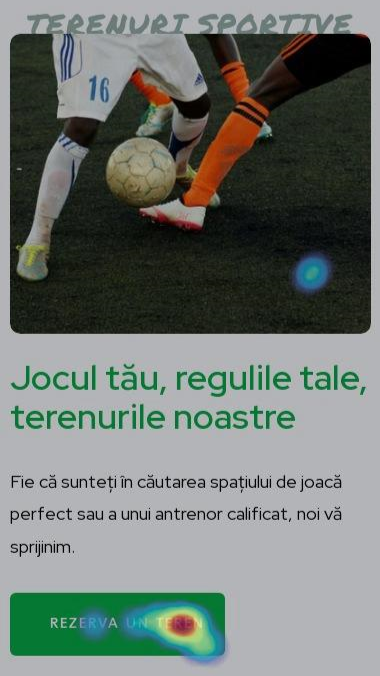 TERENURI SPORTIVE
16
Jocul tău, regulile tale,
terenurile noastre
Fie că sunteți în căutarea spațiului de joacă
perfect sau a unui antrenor calificat, noi vă
sprijinim.
REZERVA UN TEREN